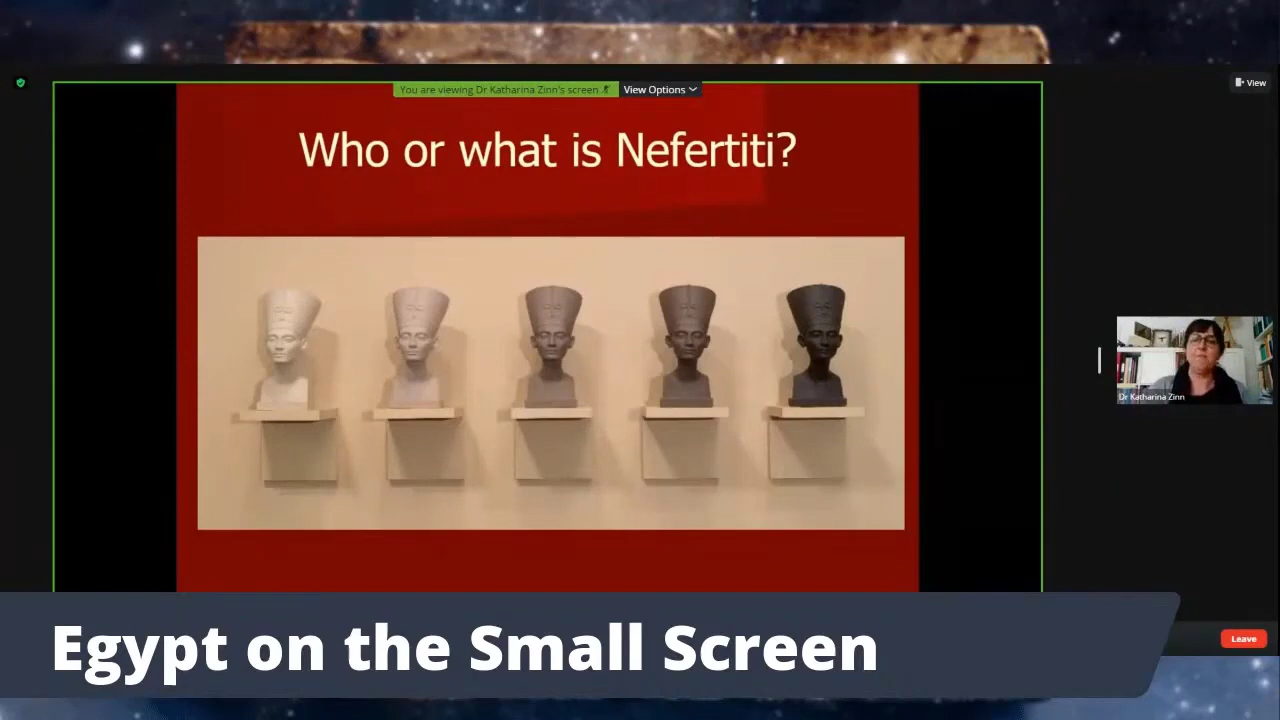 You are viewing Dr Katharina Zinn's screen
View Options
View
Who or what is Nefertiti?
Dr Katharina Zinn
Leave
Egypt on the Small Screen